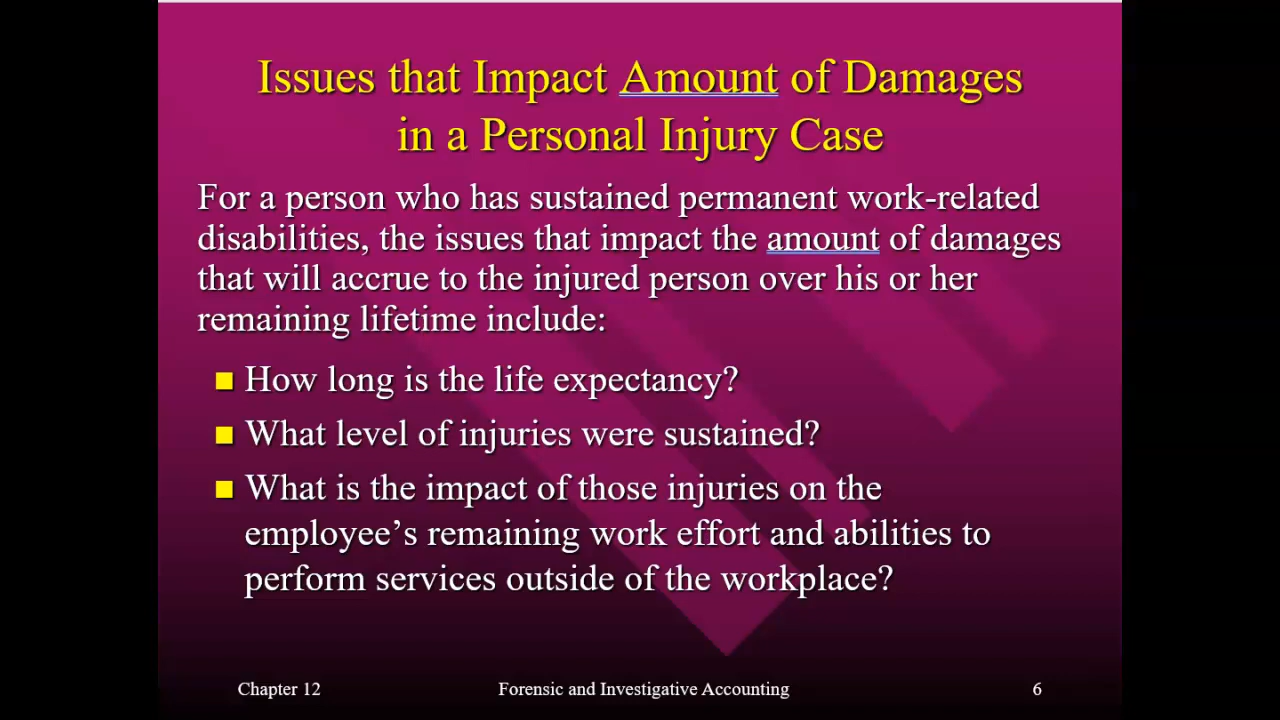 Issues that Impact Amount of Damages
in a Personal Injury Case
For a person who has sustained permanent work-related
disabilities, the issues that impact the amount of damages
that will accrue to the injured person over his or her
remaining lifetime include:
How long is the life expectancy?
What level of injuries were sustained?
What is the impact of those injuries on the
employee’s remaining work effort and abilities to
perform services outside of the workplace?
Chapter 12 Forensic and Investigative Accounting 6